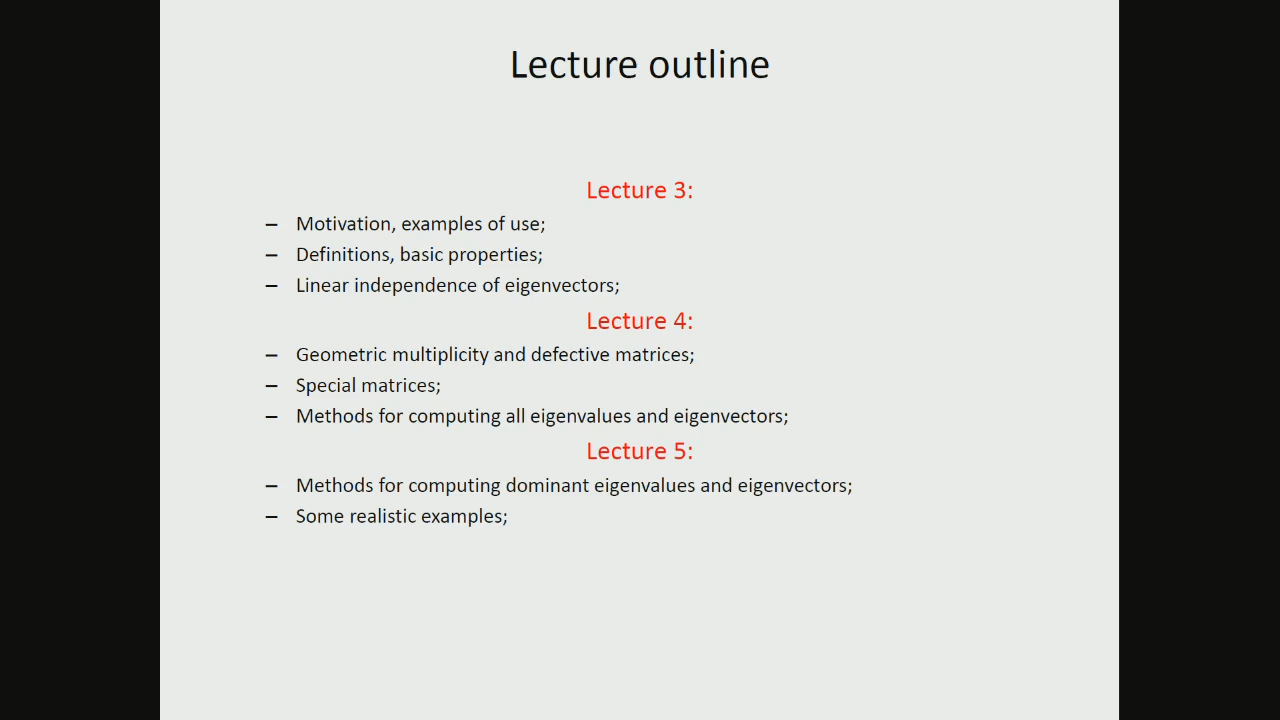 Lecture outline
Lecture 3:
– Motivation, examples of use;
– Definitions, basic properties;
– Linear independence of eigenvectors;
Lecture 4:
– Geometric multiplicity and defective matrices;
– Special matrices;
– Methods for computing all eigenvalues and eigenvectors;
Lecture 5:
– Methods for computing dominant eigenvalues and eigenvectors;
– Some realistic examples;